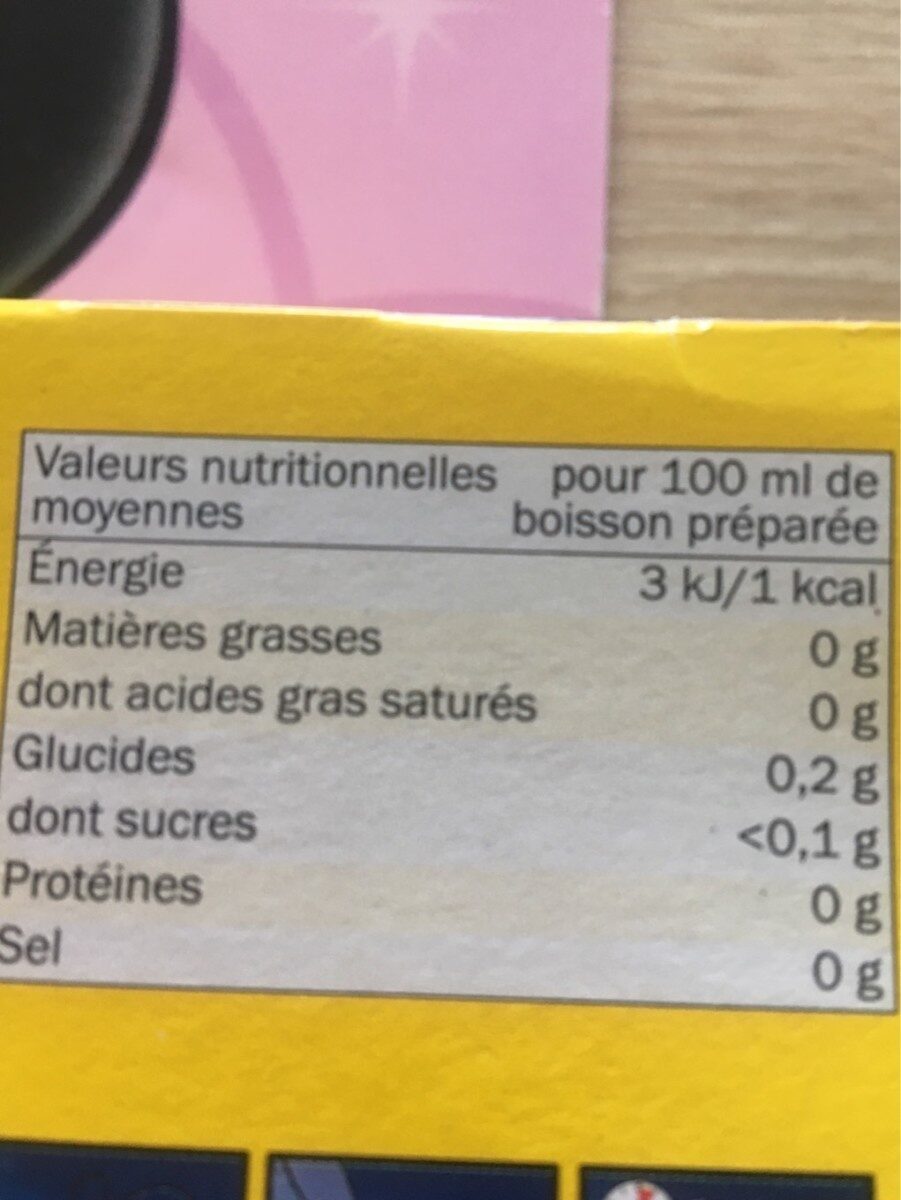 Valeurs nutritionnelles pour 100 ml de
moyennes boisson préparée
Énergie 3 kJ/1 kcal
Matières grasses 0 g
dont acides gras saturés 0 g
Glucides 0,2 g
dont sucres <0,1 g
Protéines 0 g
Sel 0 g